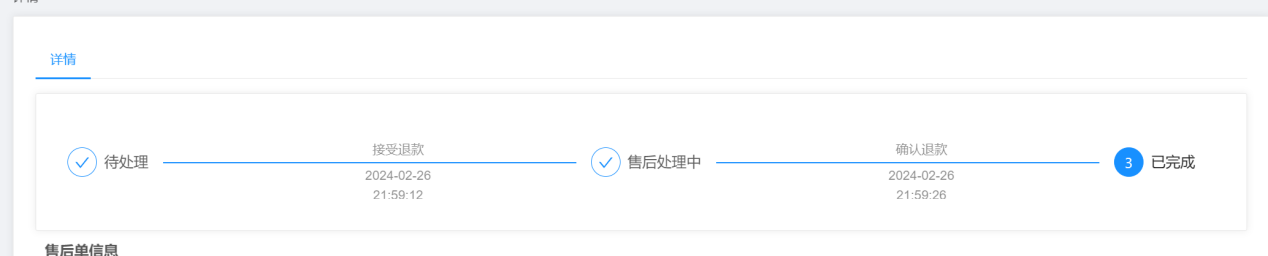 详情
详情
接受退款
确认退款
待处理
售后处理中
3
已完成
2024-02-26
2024-02-26
21:59:12
21:59:26
售后单信息